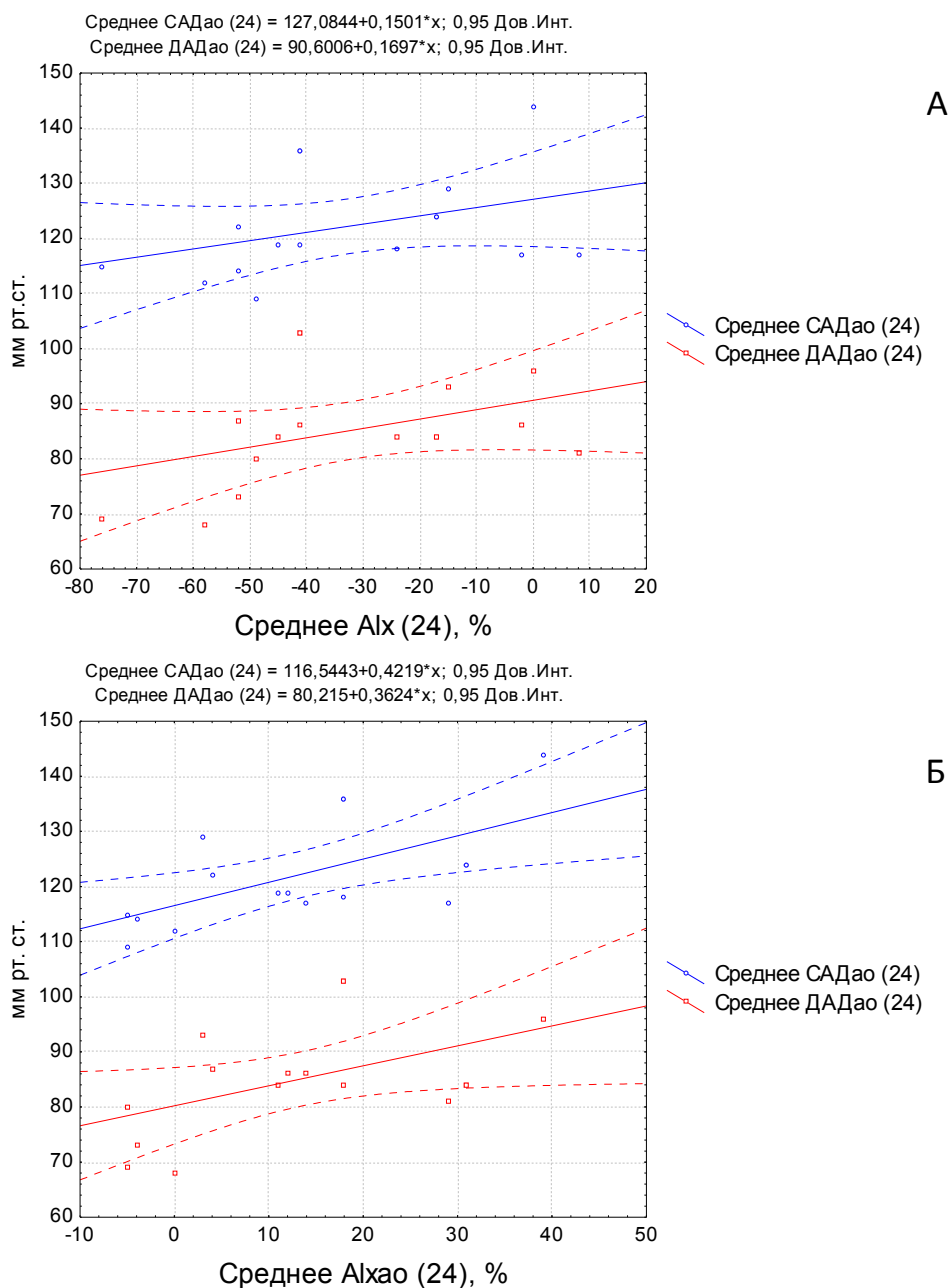 Среднее САДао (24) = 127,0844+0,1501*x; 0,95 Дов.Инт.
Среднее ДАДао (24) = 90,6006+0,1697*x; 0,95 Дов.Инт.
А
150
140
130
120
110
100
90
80
70
60
мм рт.ст.
-80 -70 -60 -50 -40 -30 -20 -10 0 10 20
Среднее AIx (24), %
Среднее САДао (24)
Среднее ДАДао (24)
Среднее САДао (24) = 116,5443+0,4219*x; 0,95 Дов.Инт.
Среднее ДАДао (24) = 80,215+0,3624*x; 0,95 Дов.Инт.
Б
150
140
130
120
110
100
90
80
70
60
мм рт. ст.
-10 0 10 20 30 40 50
Среднее AIxao (24), %
Среднее САДао (24)
Среднее ДАДао (24)